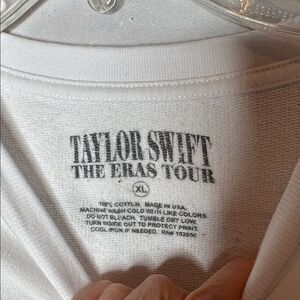 TAYLOR SWIFT
THE ERAS TOUR
XL
100% COTTON. MADE IN USA.
MACHINE WASH COLD WITH LIKE COLORS.
DO NOT BLEACH. TUMBLE DRY LOW.
TURN INSIDE OUT TO PROTECT PRINT.
COOL IRON IF NEEDED. RN#